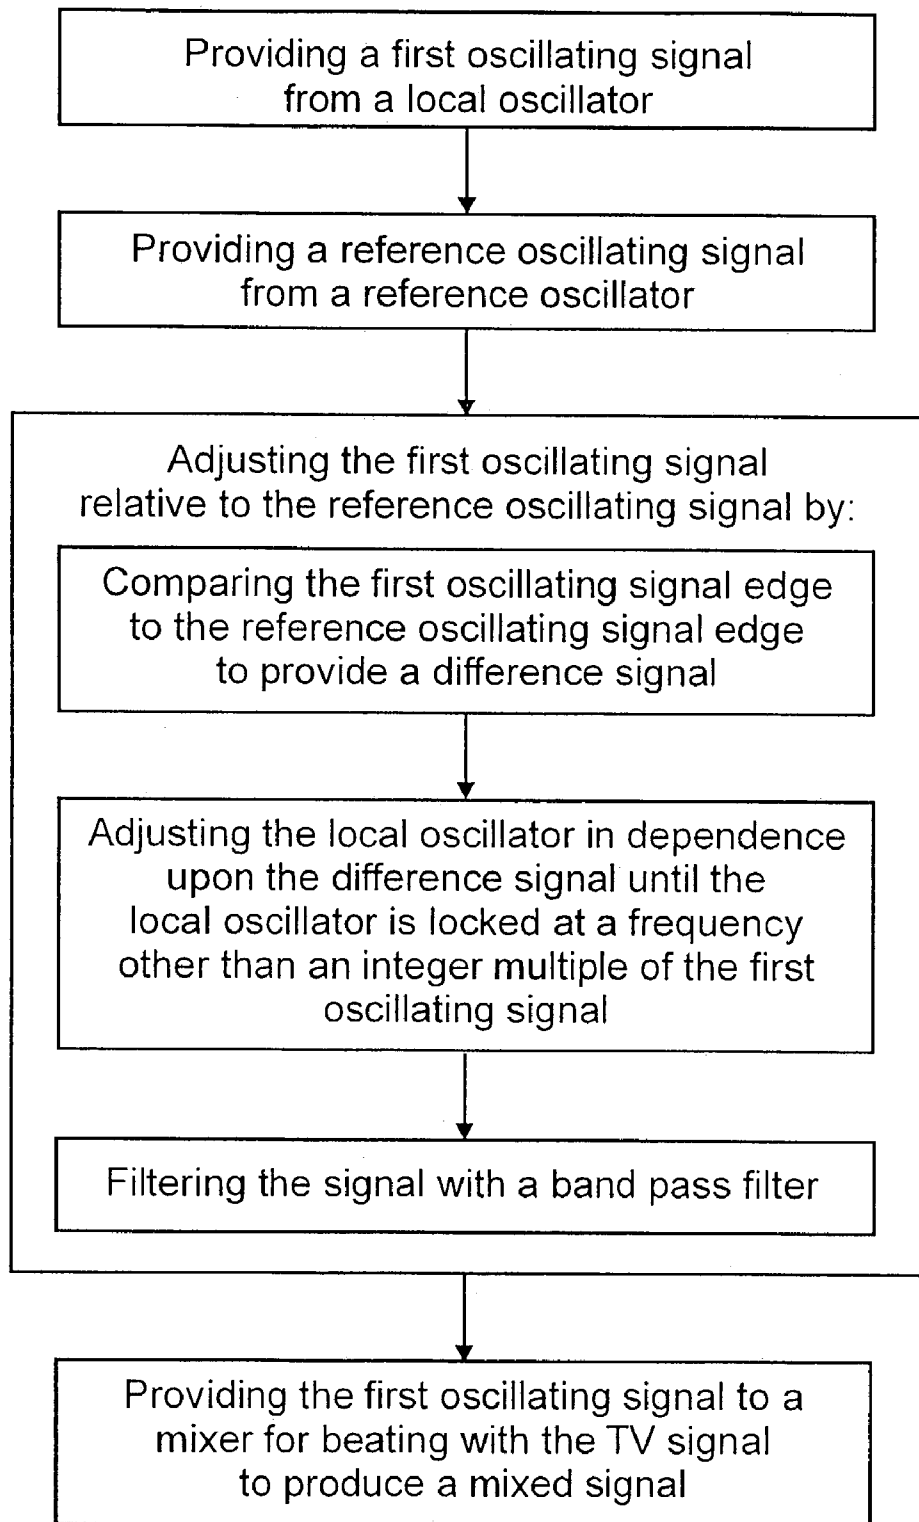 Providing a first oscillating signal
from a local oscillator
Providing a reference oscillating signal
from a reference oscillator
Adjusting the first oscillating signal
relative to the reference oscillating signal by:
Comparing the first oscillating signal edge
to the reference oscillating signal edge
to provide a difference signal
Adjusting the local oscillator in dependence
upon the difference signal until the
local oscillator is locked at a frequency
other than an integer multiple of the first
oscillating signal
Filtering the signal with a band pass filter
Providing the first oscillating signal to a
mixer for beating with the TV signal
to produce a mixed signal